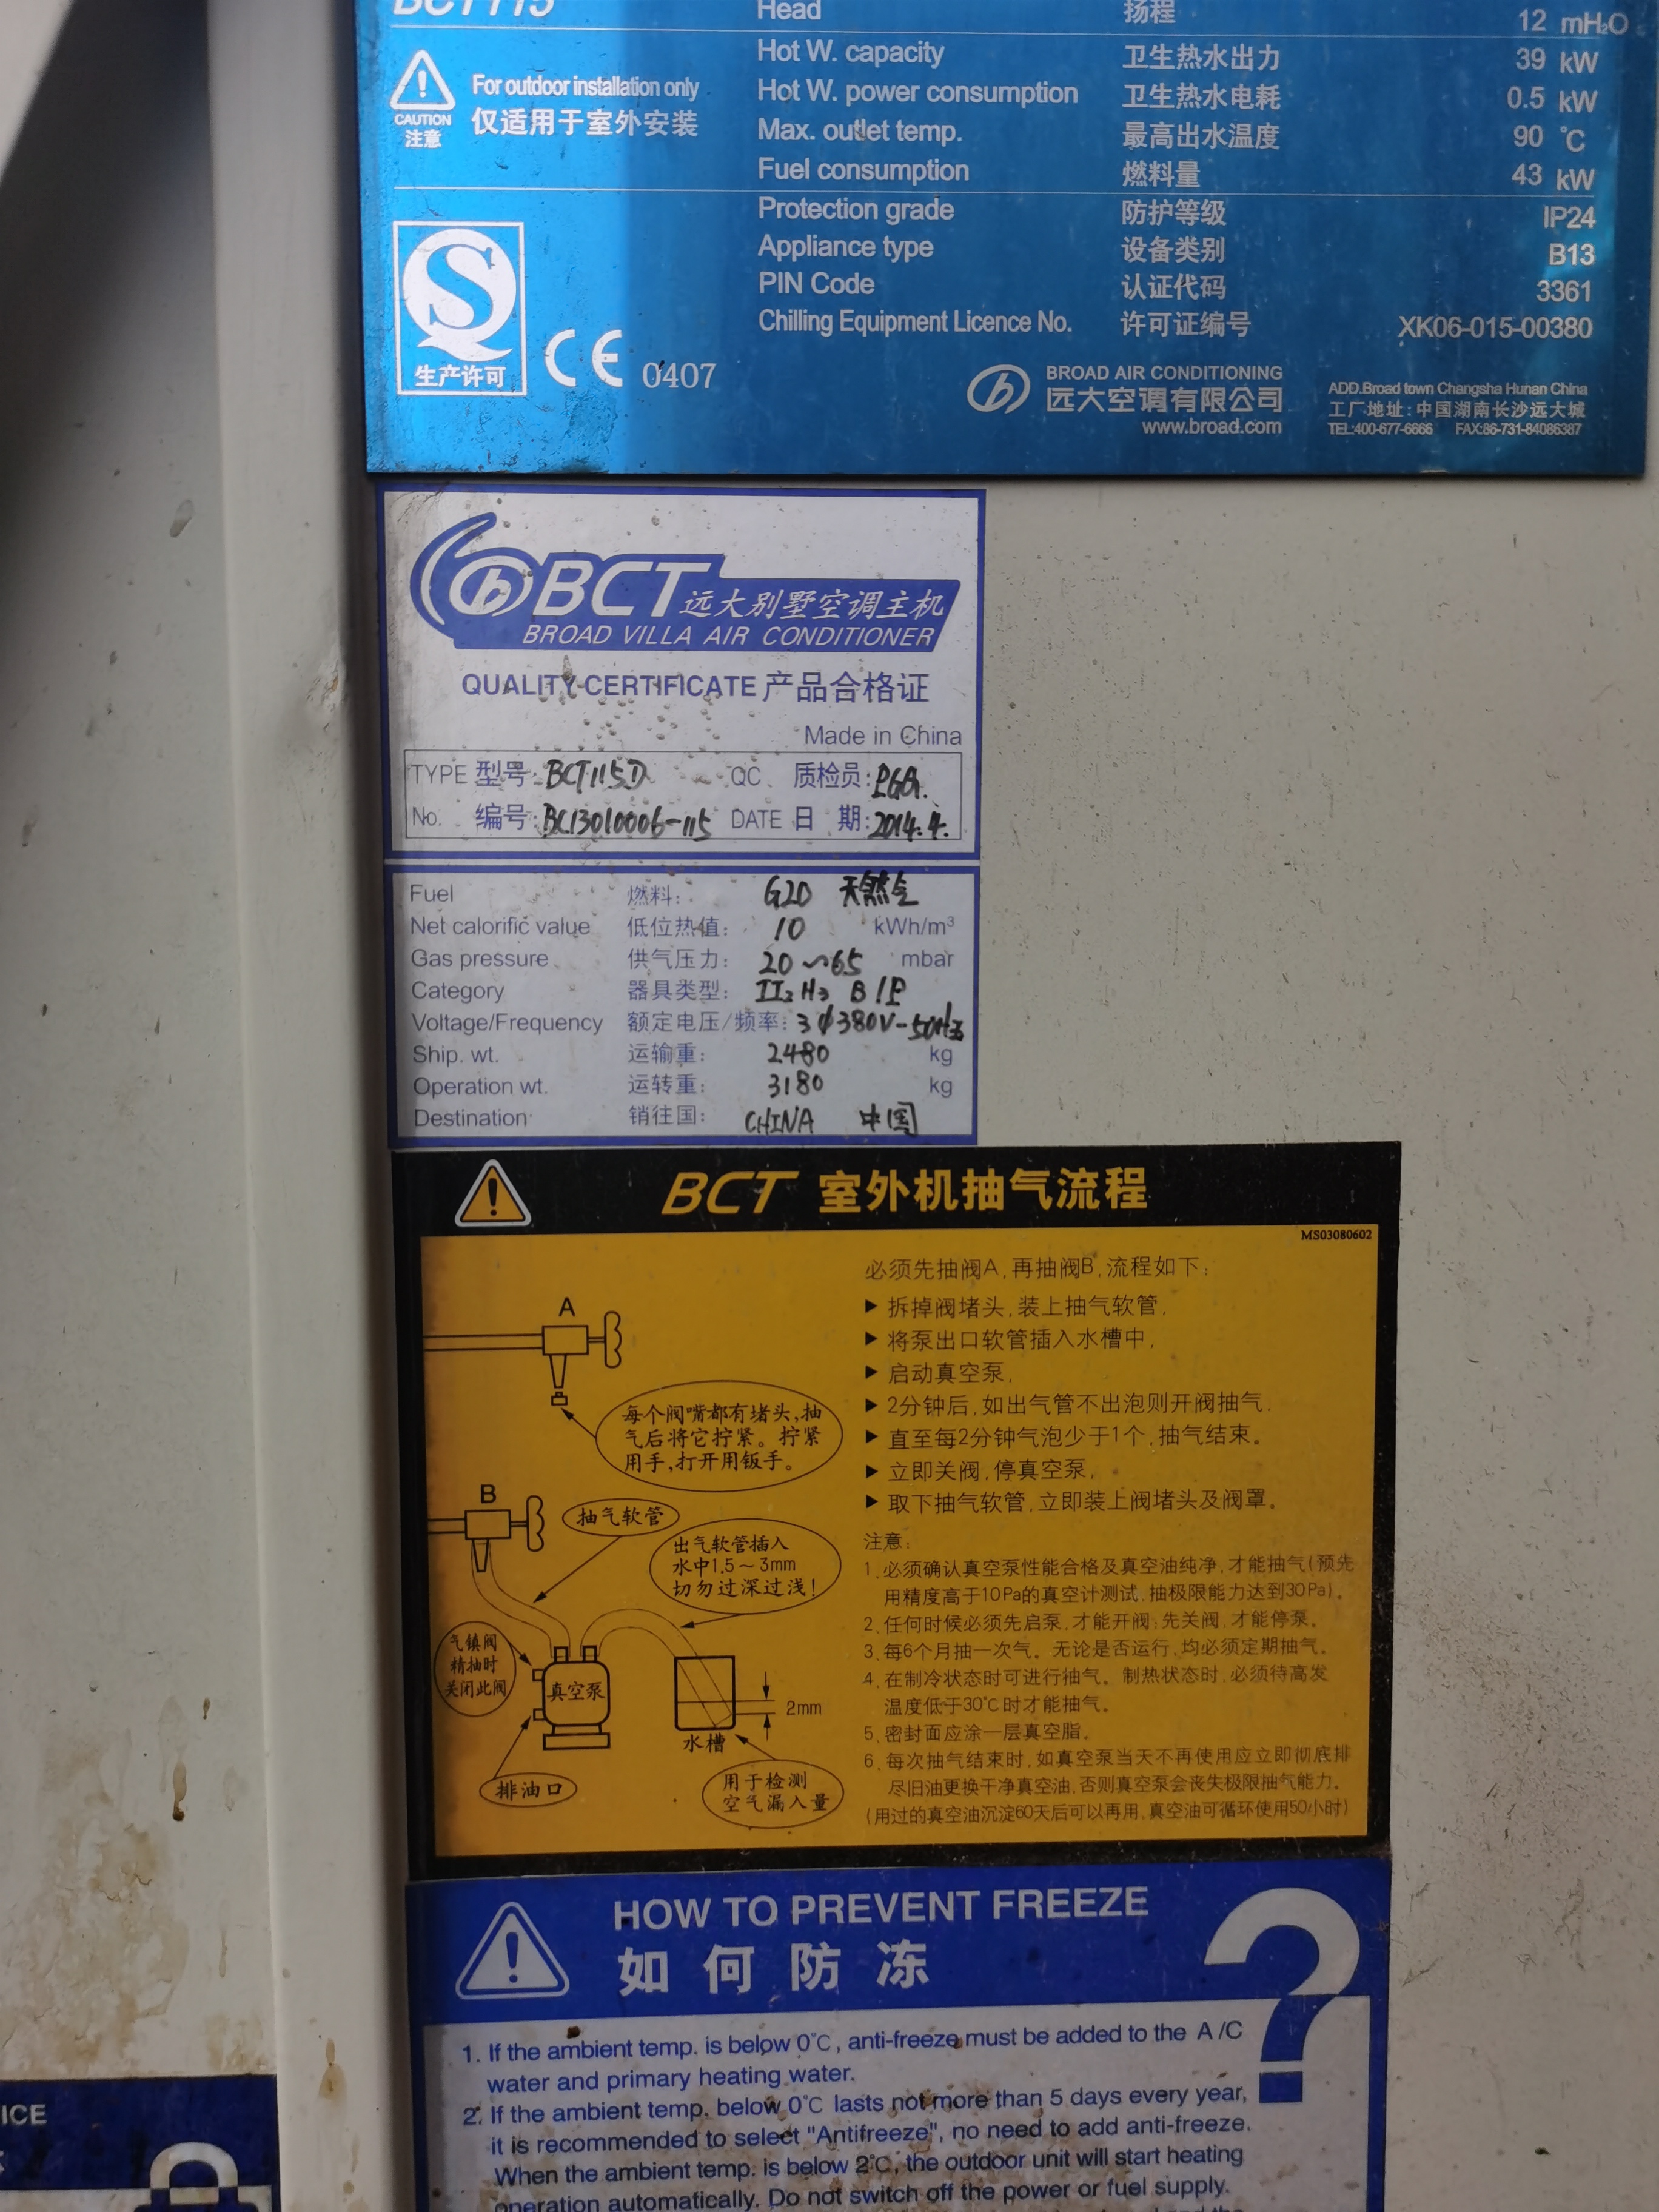 BCT115
CAUTION
注意
For outdoor installation only
仅适用于室外安装
生产许可
CE 0407
Head 扬程 12 mH₂O
Hot W. capacity 卫生热水出力 39 kW
Hot W. power consumption 卫生热水电耗 0.5 kW
Max. outlet temp. 最高出水温度 90 °C
Fuel consumption 燃料量 43 kW
Protection grade 防护等级 IP24
Appliance type 设备类别 B13
PIN Code 认证代码 3361
Chilling Equipment Licence No. 许可证编号 XK06-015-00380
BROAD AIR CONDITIONING
远大空调有限公司
www.broad.com
ADD.Broad town Changsha Hunan China
工厂地址:中国湖南长沙远大城
TEL:400-677-6666 FAX:86-731-84086387
BCT 远大别墅空调主机
BROAD VILLA AIR CONDITIONER
QUALITY CERTIFICATE 产品合格证
Made in China
TYPE 型号: BCT115D QC 质检员:
No. 编号: BC13010006-115 DATE 日 期: 2014.4.
Fuel 燃料: G20 天然气
Net calorific value 低位热值: 10 kWh/m³
Gas pressure 供气压力: 20~65 mbar
Category 器具类型: II₂H₃ B/P
Voltage/Frequency 额定电压/频率: 3φ380V-50Hz
Ship. wt. 运输重: 2480 kg
Operation wt. 运转重: 3180 kg
Destination 销往国: CHINA 中国
BCT 室外机抽气流程
MS03080602
必须先抽阀A,再抽阀B,流程如下:
▶ 拆掉阀堵头,装上抽气软管,
▶ 将泵出口软管插入水槽中,
▶ 启动真空泵,
▶ 2分钟后,如出气管不出泡则开阀抽气,
▶ 直至每2分钟气泡少于1个,抽气结束。
▶ 立即关阀,停真空泵,
▶ 取下抽气软管,立即装上阀堵头及阀罩。
注意:
1、必须确认真空泵性能合格及真空油纯净,才能抽气(预先
用精度高于10Pa的真空计测试,抽极限能力达到30Pa)。
2、任何时候必须先启泵,才能开阀;先关阀,才能停泵。
3、每6个月抽一次气。无论是否运行,均必须定期抽气。
4、在制冷状态时可进行抽气。制热状态时,必须待高发
温度低于30℃时才能抽气。
5、密封面应涂一层真空脂。
6、每次抽气结束时,如真空泵当天不再使用应立即彻底排
尽旧油更换干净真空油,否则真空泵会丧失极限抽气能力。
(用过的真空油沉淀60天后可以再用,真空油可循环使用50小时)
A
每个阀嘴都有堵头,抽
气后将它拧紧。拧紧
用手,打开用钣手。
B
抽气软管
出气软管插入
水中1.5~3mm
切勿过深过浅!
气镇阀
精抽时
关闭此阀
真空泵
2mm
水槽
排油口
用于检测
空气漏入量
HOW TO PREVENT FREEZE
如何防冻
?
1. If the ambient temp. is below 0℃, anti-freeze must be added to the A/C
water and primary heating water.
2. If the ambient temp. below 0℃ lasts not more than 5 days every year,
it is recommended to select "Antifreeze", no need to add anti-freeze.
When the ambient temp. is below 2℃, the outdoor unit will start heating
operation automatically. Do not switch off the power or fuel supply.
ICE